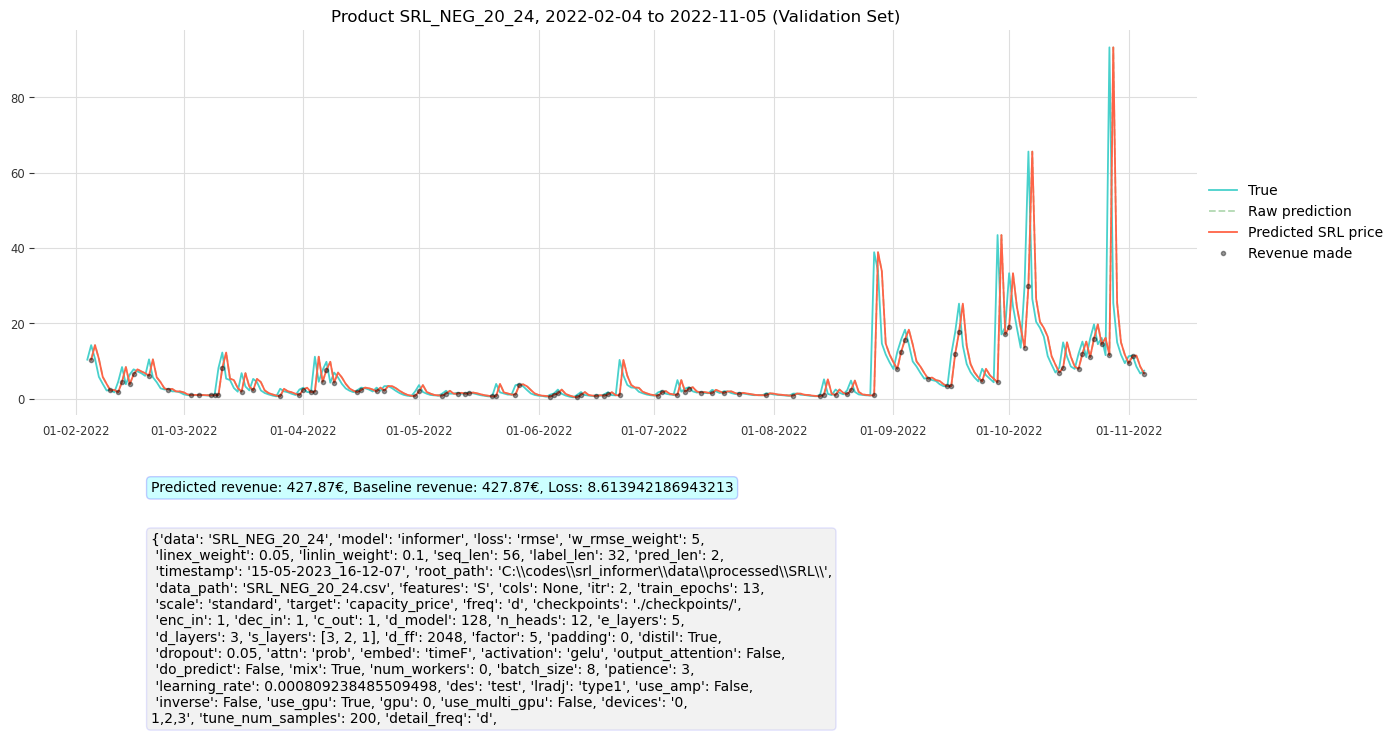 Product SRL_NEG_20_24, 2022-02-04 to 2022-11-05 (Validation Set)
80
60
40
20
0
01-02-2022 01-03-2022 01-04-2022 01-05-2022 01-06-2022 01-07-2022 01-08-2022 01-09-2022 01-10-2022 01-11-2022
True
Raw prediction
Predicted SRL price
Revenue made
Predicted revenue: 427.87€, Baseline revenue: 427.87€, Loss: 8.613942186943213
{'data': 'SRL_NEG_20_24', 'model': 'informer', 'loss': 'rmse', 'w_rmse_weight': 5,
'linex_weight': 0.05, 'linlin_weight': 0.1, 'seq_len': 56, 'label_len': 32, 'pred_len': 2,
'timestamp': '15-05-2023_16-12-07', 'root_path': 'C:\\codes\\srl_informer\\data\\processed\\SRL\\',
'data_path': 'SRL_NEG_20_24.csv', 'features': 'S', 'cols': None, 'itr': 2, 'train_epochs': 13,
'scale': 'standard', 'target': 'capacity_price', 'freq': 'd', 'checkpoints': './checkpoints/',
'enc_in': 1, 'dec_in': 1, 'c_out': 1, 'd_model': 128, 'n_heads': 12, 'e_layers': 5,
'd_layers': 3, 's_layers': [3, 2, 1], 'd_ff': 2048, 'factor': 5, 'padding': 0, 'distil': True,
'dropout': 0.05, 'attn': 'prob', 'embed': 'timeF', 'activation': 'gelu', 'output_attention': False,
'do_predict': False, 'mix': True, 'num_workers': 0, 'batch_size': 8, 'patience': 3,
'learning_rate': 0.000809238485509498, 'des': 'test', 'lradj': 'type1', 'use_amp': False,
'inverse': False, 'use_gpu': True, 'gpu': 0, 'use_multi_gpu': False, 'devices': '0,
1,2,3', 'tune_num_samples': 200, 'detail_freq': 'd',